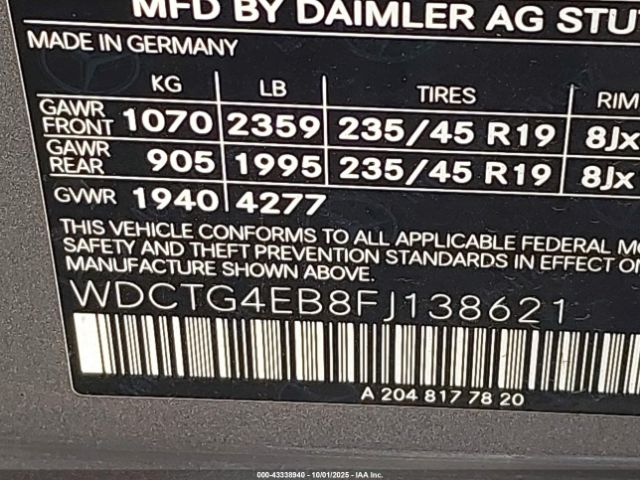 MFD BY DAIMLER AG
MADE IN GERMANY
KG LB TIRES RIM
GAWR FRONT 1070 2359 235/45 R19 8Jx
GAWR REAR 905 1995 235/45 R19 8Jx
GVWR 1940 4277
THIS VEHICLE CONFORMS TO ALL APPLICABLE FEDERAL
SAFETY AND THEFT PREVENTION STANDARDS IN EFFECT ON
MANUFACTURE SHOWN ABOVE.
WDCTG4EB8FJ138621
A 204 817 78 20
000-43338940 - 10/01/2025 - IAA Inc.